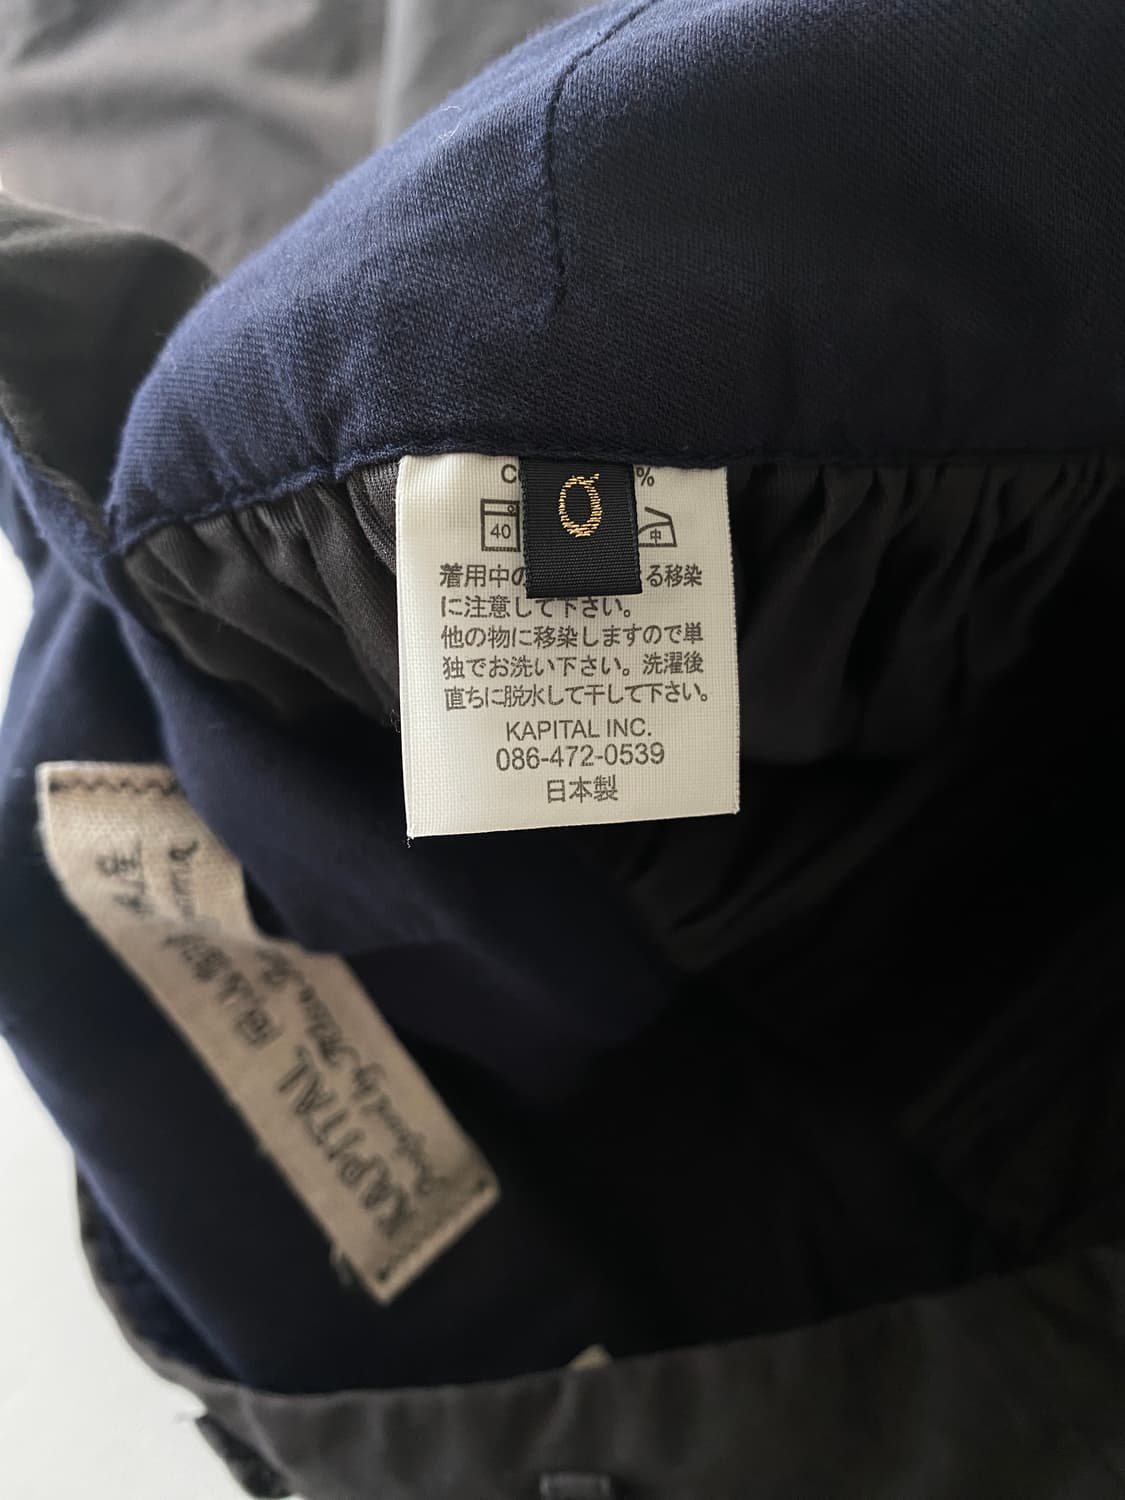 C %
40 中
0
着用中の る移染
に注意して下さい。
他の物に移染しますので単
独でお洗い下さい。洗濯後
直ちに脱水して干して下さい。
KAPITAL INC.
086-472-0539
日本製
KAPITAL